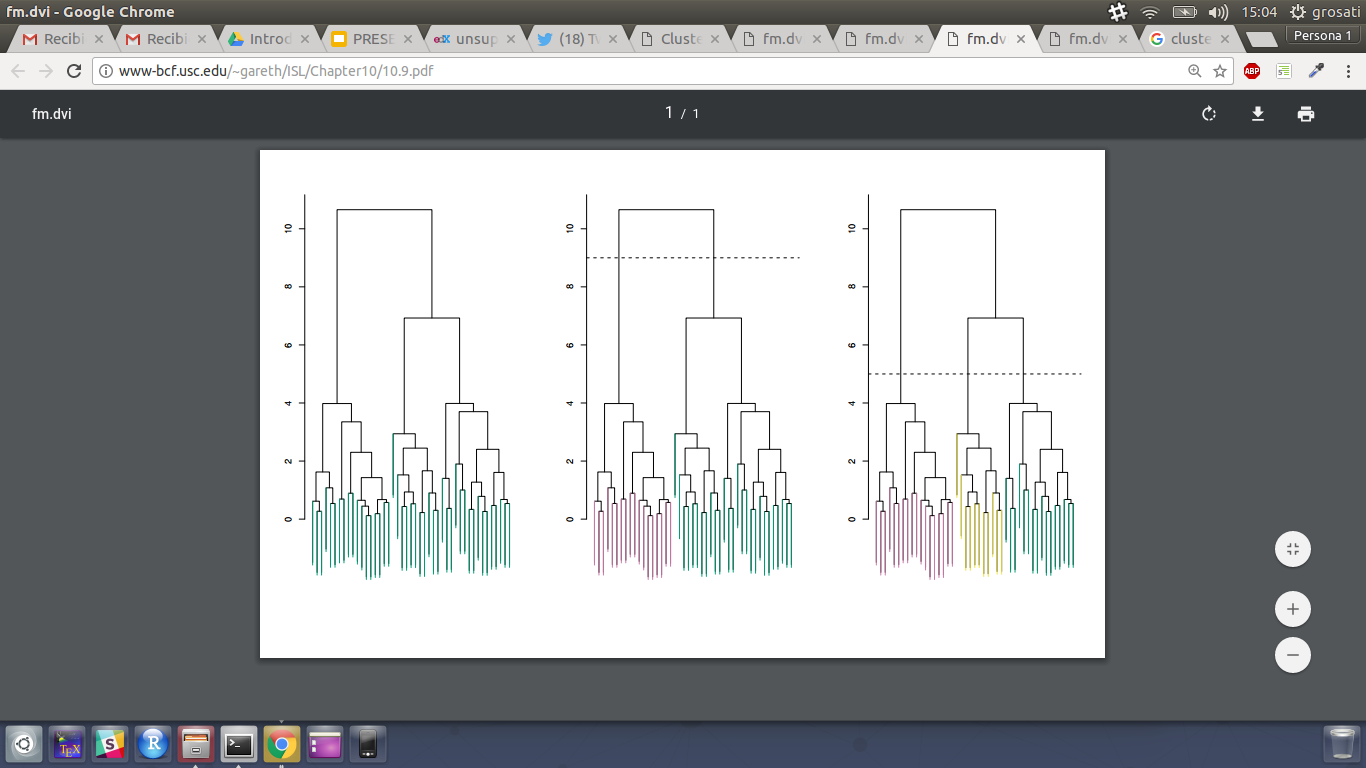 fm.dvi - Google Chrome
15:04 grosati
Recibi Recibi Introd PRESE edX unsup (18) Tw Cluste fm.dv fm.dv fm.dv fm.dv cluste Persona 1
www-bcf.usc.edu/~gareth/ISL/Chapter10/10.9.pdf ABP
fm.dvi 1 / 1
10 10 10
8 8 8
6 6 6
4 4 4
2 2 2
0 0 0
TEX S R